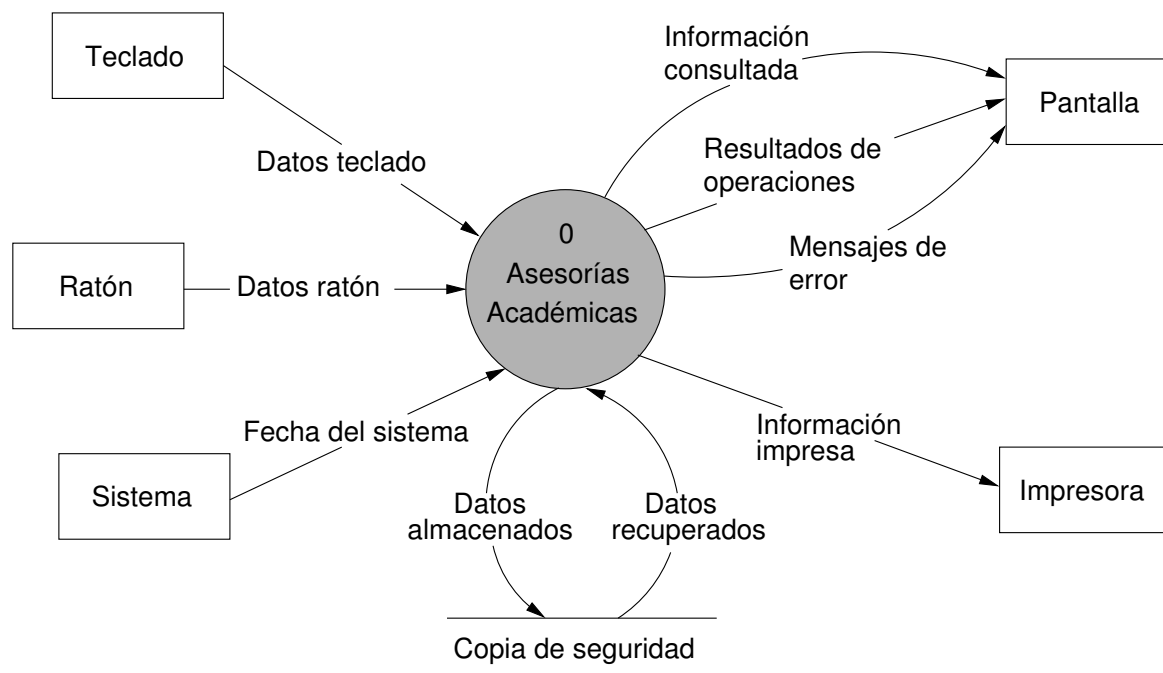 Teclado
Información
consultada
Pantalla
Datos teclado
Resultados de
operaciones
0
Asesorías
Académicas
Mensajes de
error
Ratón
Datos ratón
Fecha del sistema
Información
impresa
Sistema
Datos
almacenados
Datos
recuperados
Impresora
Copia de seguridad